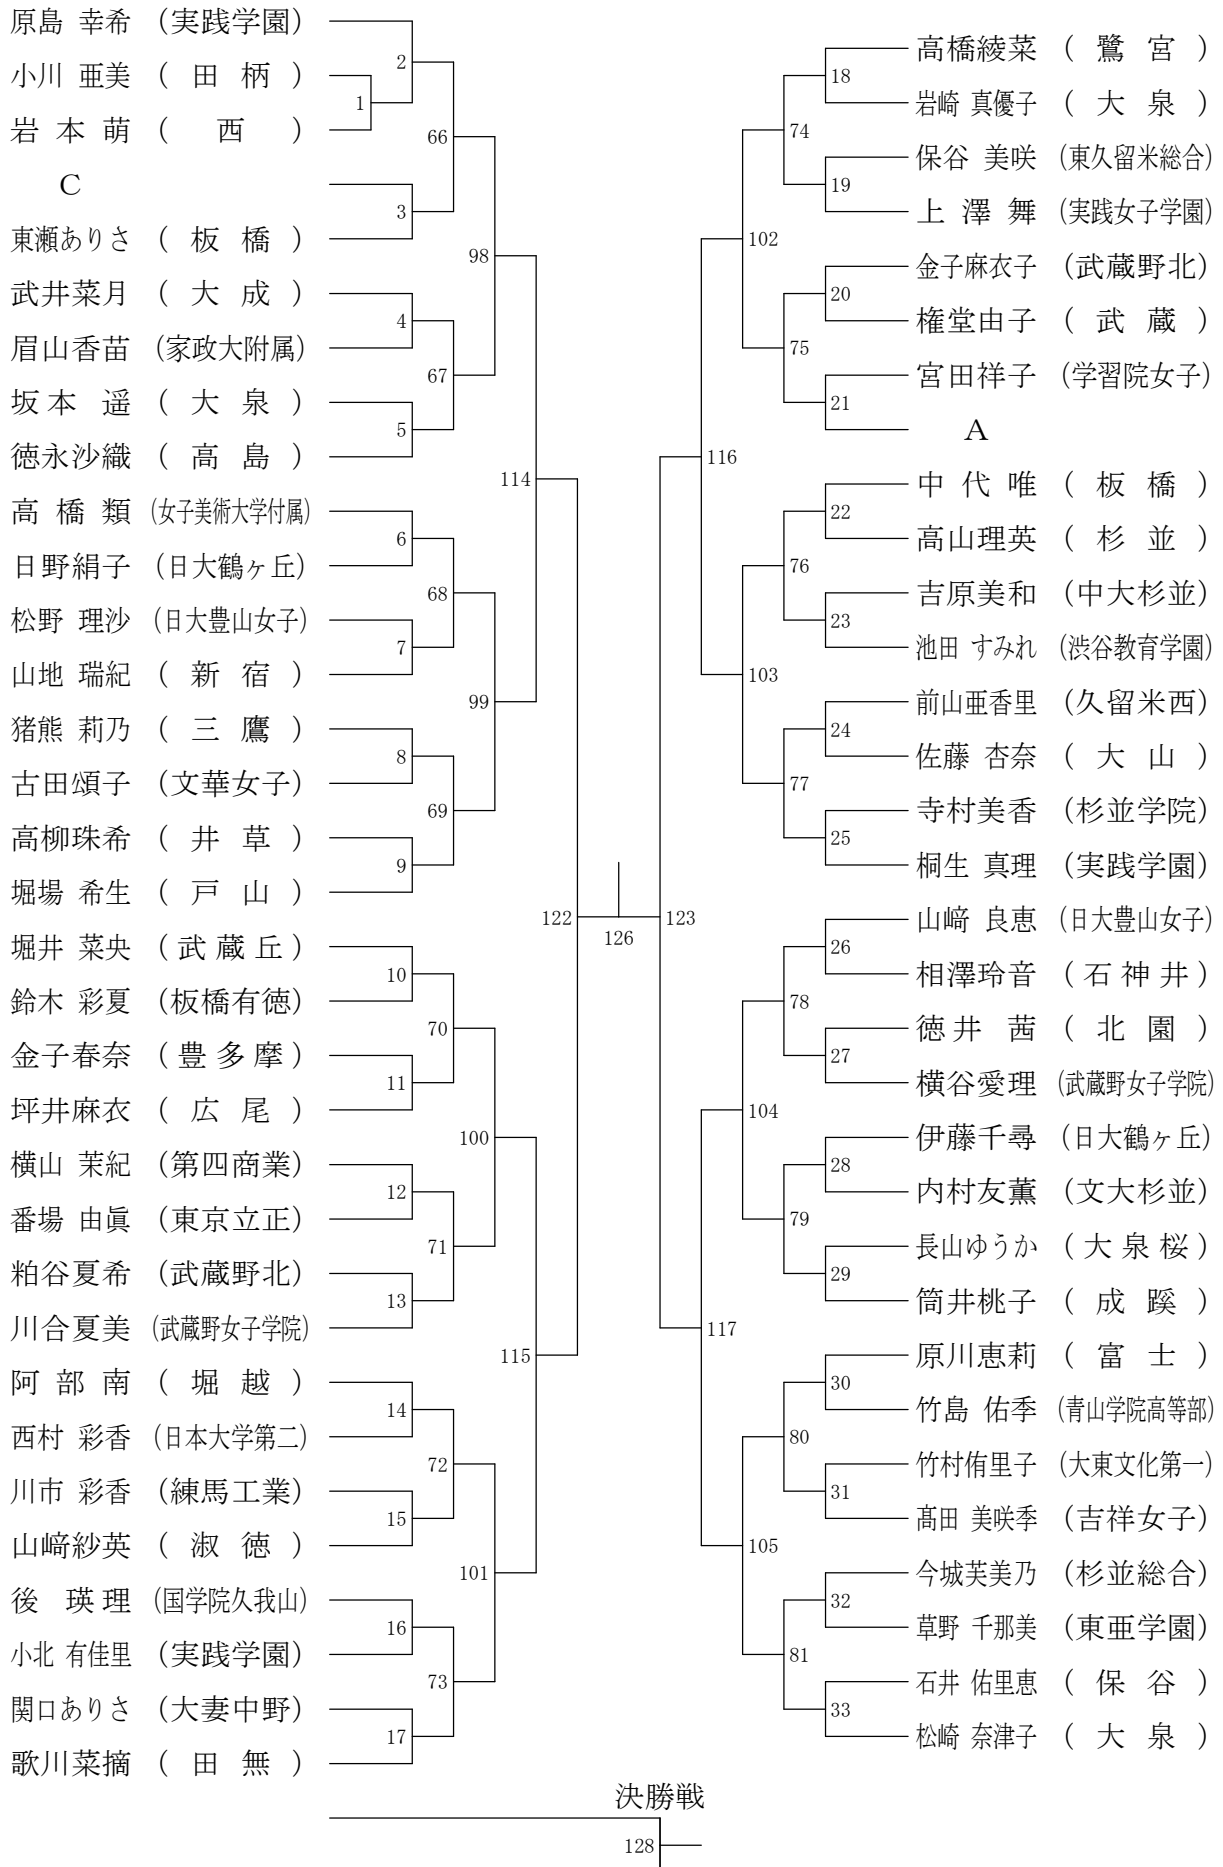 原島 幸希 (実践学園)
小川 亜美 ( 田 柄 )
岩 本 萌 ( 西 )
C
東瀬ありさ ( 板 橋 )
武井菜月 ( 大 成 )
眉山香苗 (家政大附属)
坂本 遥 ( 大 泉 )
徳永沙織 ( 高 島 )
高 橋 類 (女子美術大学付属)
日野絹子 (日大鶴ヶ丘)
松野 理沙 (日大豊山女子)
山地 瑞紀 ( 新 宿 )
猪熊 莉乃 ( 三 鷹 )
古田頌子 (文華女子)
高柳珠希 ( 井 草 )
堀場 希生 ( 戸 山 )
堀井 菜央 (武 蔵 丘)
鈴木 彩夏 (板橋有徳)
金子春奈 (豊 多 摩)
坪井麻衣 ( 広 尾 )
横山 茉紀 (第四商業)
番場 由眞 (東京立正)
粕谷夏希 (武蔵野北)
川合夏美 (武蔵野女子学院)
阿 部 南 ( 堀 越 )
西村 彩香 (日本大学第二)
川市 彩香 (練馬工業)
山﨑紗英 ( 淑 徳 )
後 瑛理 (国学院久我山)
小北 有佳里 (実践学園)
関口ありさ (大妻中野)
歌川菜摘 ( 田 無 )
1
2
3
4
5
6
7
8
9
10
11
12
13
14
15
16
17
66
67
68
69
70
71
72
73
98
99
100
101
114
115
122
126
123
116
117
102
103
104
105
74
75
76
77
78
79
80
81
18
19
20
21
22
23
24
25
26
27
28
29
30
31
32
33
高橋綾菜 ( 鷺 宮 )
岩崎 真優子 ( 大 泉 )
保谷 美咲 (東久留米総合)
上 澤 舞 (実践女子学園)
金子麻衣子 (武蔵野北)
権堂由子 ( 武 蔵 )
宮田祥子 (学習院女子)
A
中 代 唯 ( 板 橋 )
高山理英 ( 杉 並 )
吉原美和 (中大杉並)
池田 すみれ (渋谷教育学園)
前山亜香里 (久留米西)
佐藤 杏奈 ( 大 山 )
寺村美香 (杉並学院)
桐生 真理 (実践学園)
山﨑 良恵 (日大豊山女子)
相澤玲音 (石 神 井)
徳井 茜 ( 北 園 )
横谷愛理 (武蔵野女子学院)
伊藤千尋 (日大鶴ヶ丘)
内村友薫 (文大杉並)
長山ゆうか (大 泉 桜)
筒井桃子 ( 成 蹊 )
原川恵莉 ( 富 士 )
竹島 佑季 (青山学院高等部)
竹村侑里子 (大東文化第一)
髙田 美咲季 (吉祥女子)
今城芙美乃 (杉並総合)
草野 千那美 (東亜学園)
石井 佑里恵 ( 保 谷 )
松崎 奈津子 ( 大 泉 )
決勝戦
128